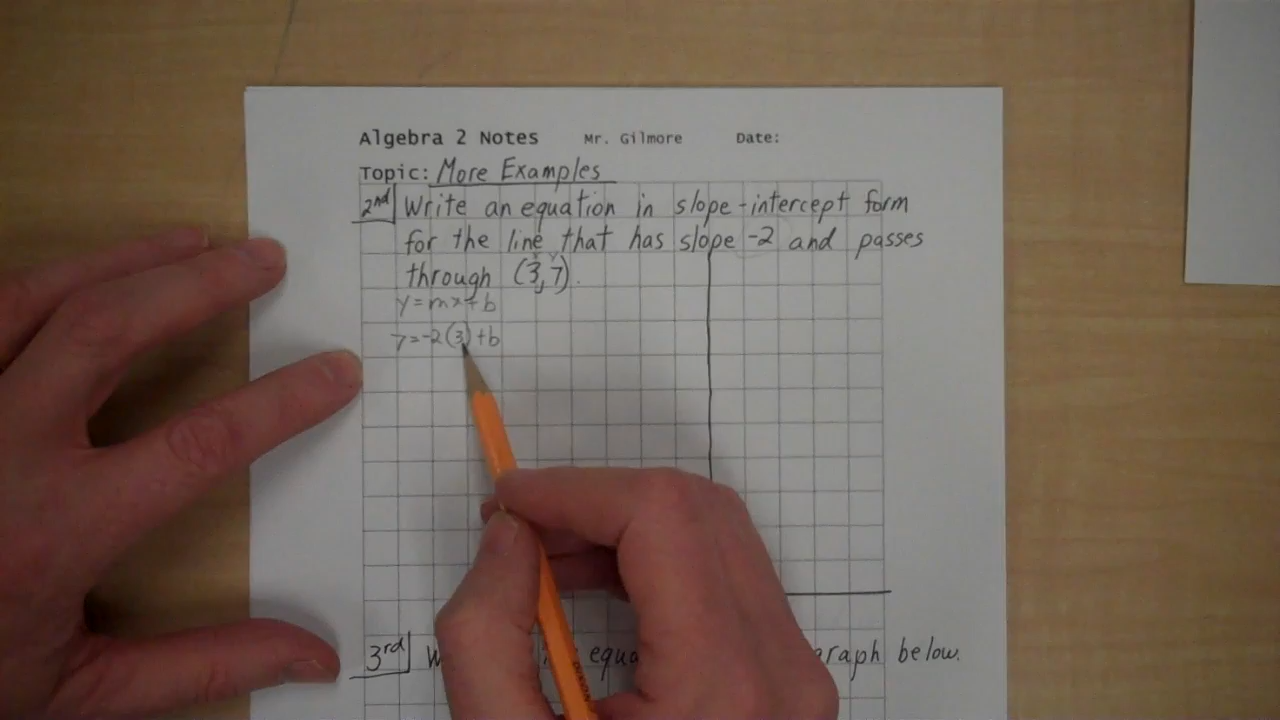 Algebra 2 Notes Mr. Gilmore Date:
Topic: More Examples
2nd Write an equation in slope-intercept form
for the line that has slope -2 and passes
through (3,7).
x y
y=mx+b
7=-2(3)+b
3rd equa graph below.